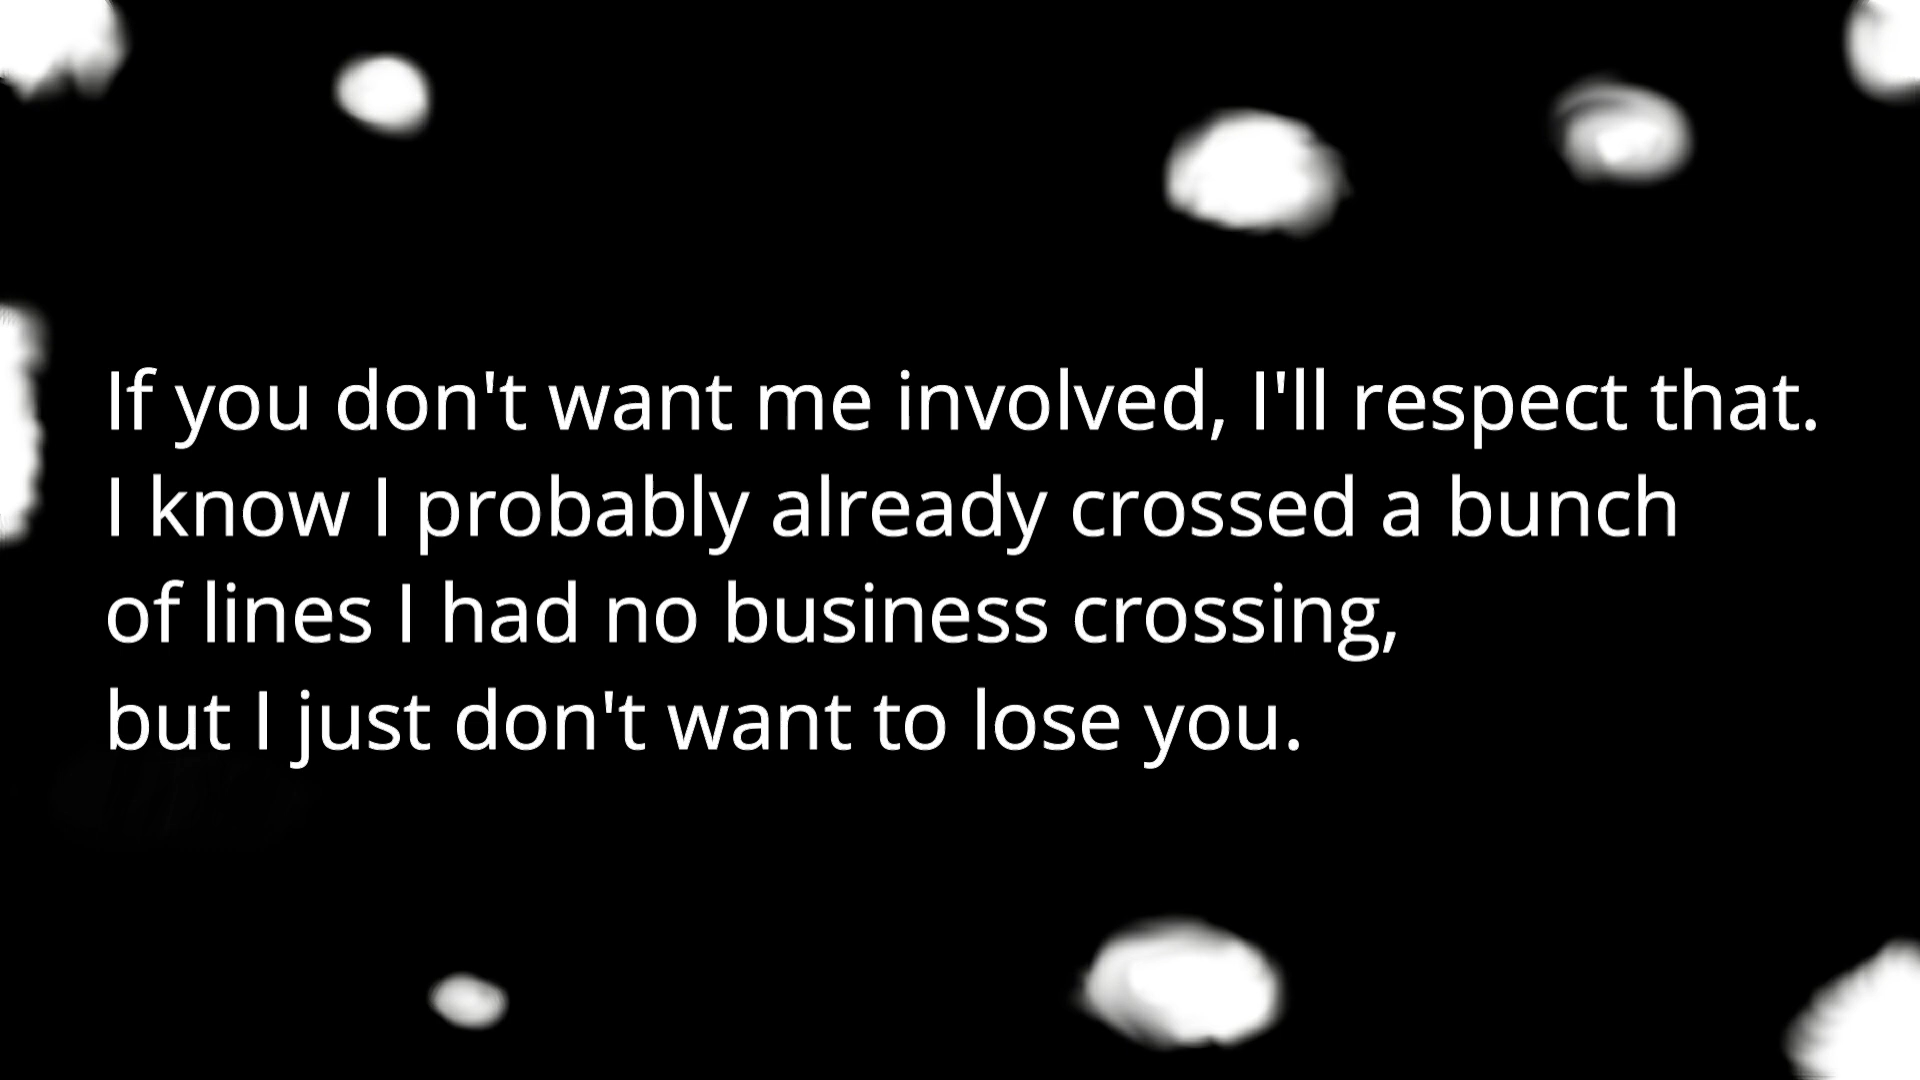 If you don't want me involved, I'll respect that.
I know I probably already crossed a bunch
of lines I had no business crossing,
but I just don't want to lose you.